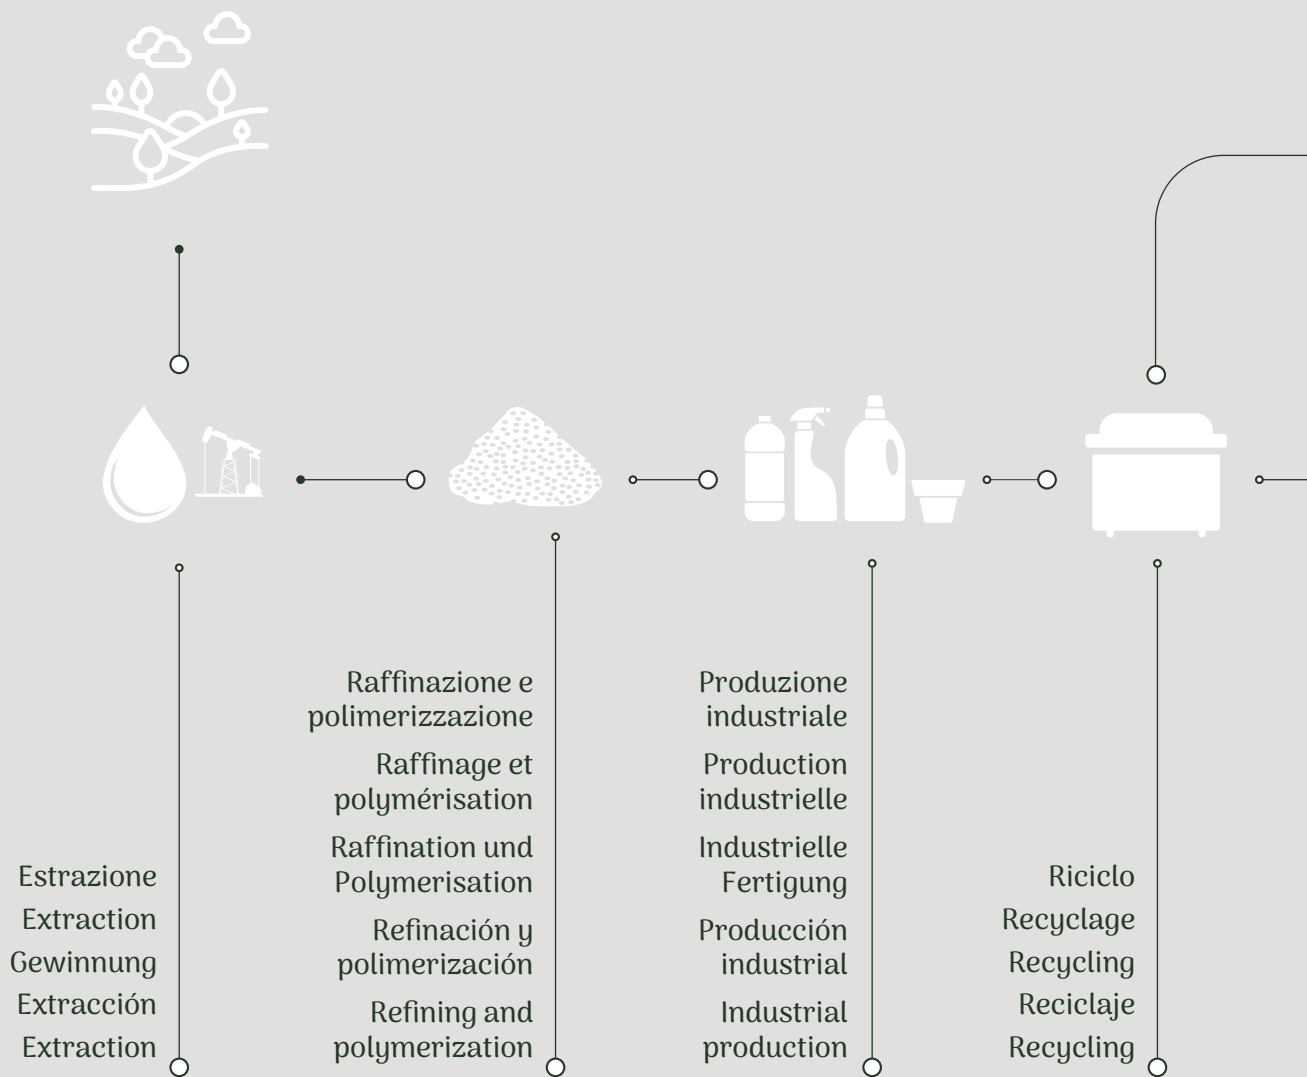 Estrazione
Extraction
Gewinnung
Extracción
Extraction
Raffinazione e
polimerizzazione
Raffinage et
polymérisation
Raffination und
Polymerisation
Refinación y
polimerización
Refining and
polymerization
Produzione
industriale
Production
industrielle
Industrielle
Fertigung
Producción
industrial
Industrial
production
Riciclo
Recyclage
Recycling
Reciclaje
Recycling